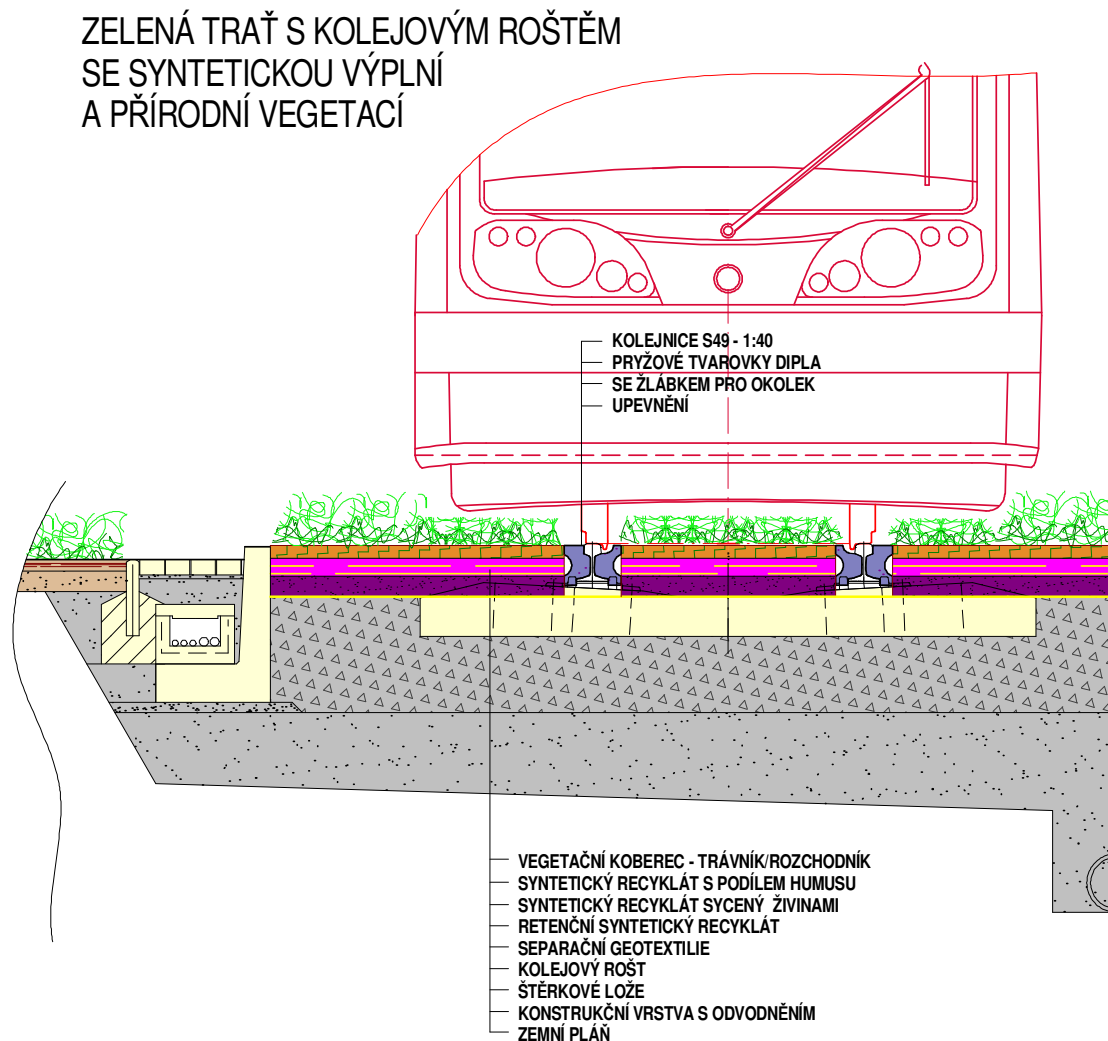 ZELENÁ TRAŤ S KOLEJOVÝM ROŠTĚM
SE SYNTETICKOU VÝPLNÍ
A PŘÍRODNÍ VEGETACÍ
KOLEJNICE S49 - 1:40
PRYŽOVÉ TVAROVKY DIPLA
SE ŽLÁBKEM PRO OKOLEK
UPEVNĚNÍ
VEGETAČNÍ KOBEREC - TRÁVNÍK/ROZCHODNÍK
SYNTETICKÝ RECYKLÁT S PODÍLEM HUMUSU
SYNTETICKÝ RECYKLÁT SYCENÝ ŽIVINAMI
RETENČNÍ SYNTETICKÝ RECYKLÁT
SEPARAČNÍ GEOTEXTILIE
KOLEJOVÝ ROŠT
ŠTĚRKOVÉ LOŽE
KONSTRUKČNÍ VRSTVA S ODVODNĚNÍM
ZEMNÍ PLÁŇ